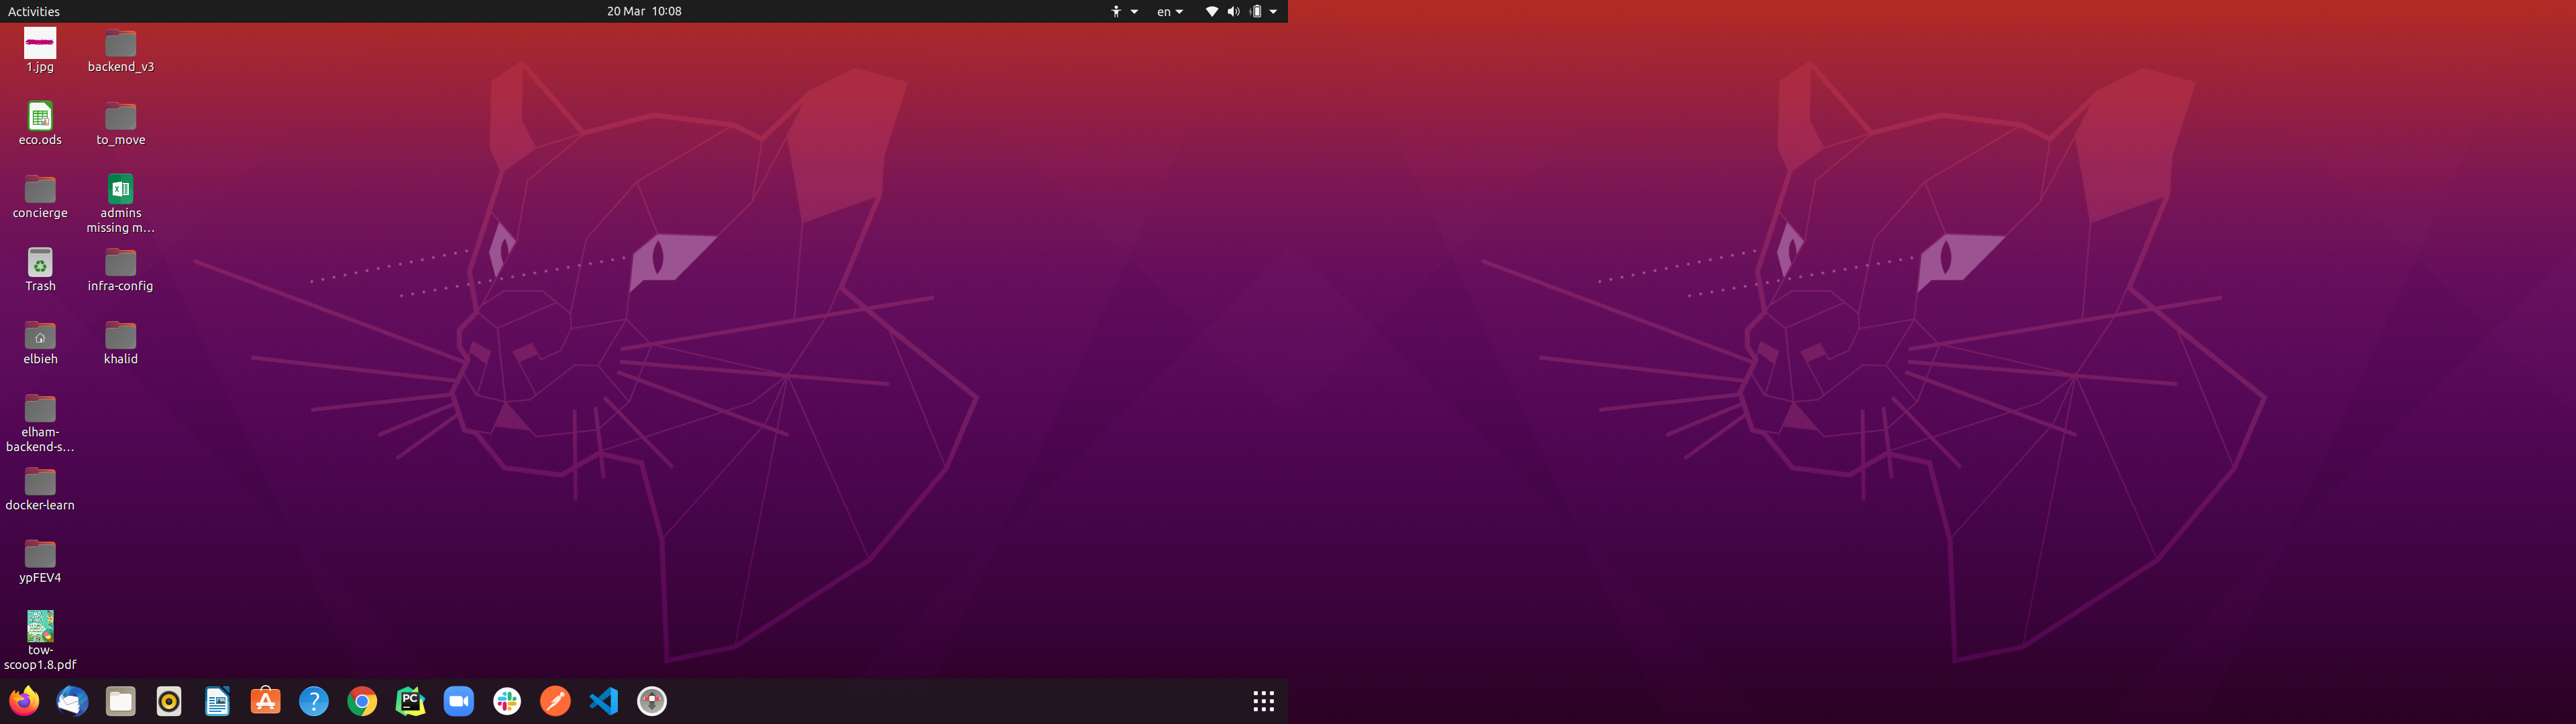 Activities
20 Mar 10:08
en
1.jpg
backend_v3
eco.ods
to_move
concierge
admins
missing m...
Trash
infra-config
elbieh
khalid
elham-
backend-s...
docker-learn
ypFEV4
tow-
scoop1.8.pdf
PC